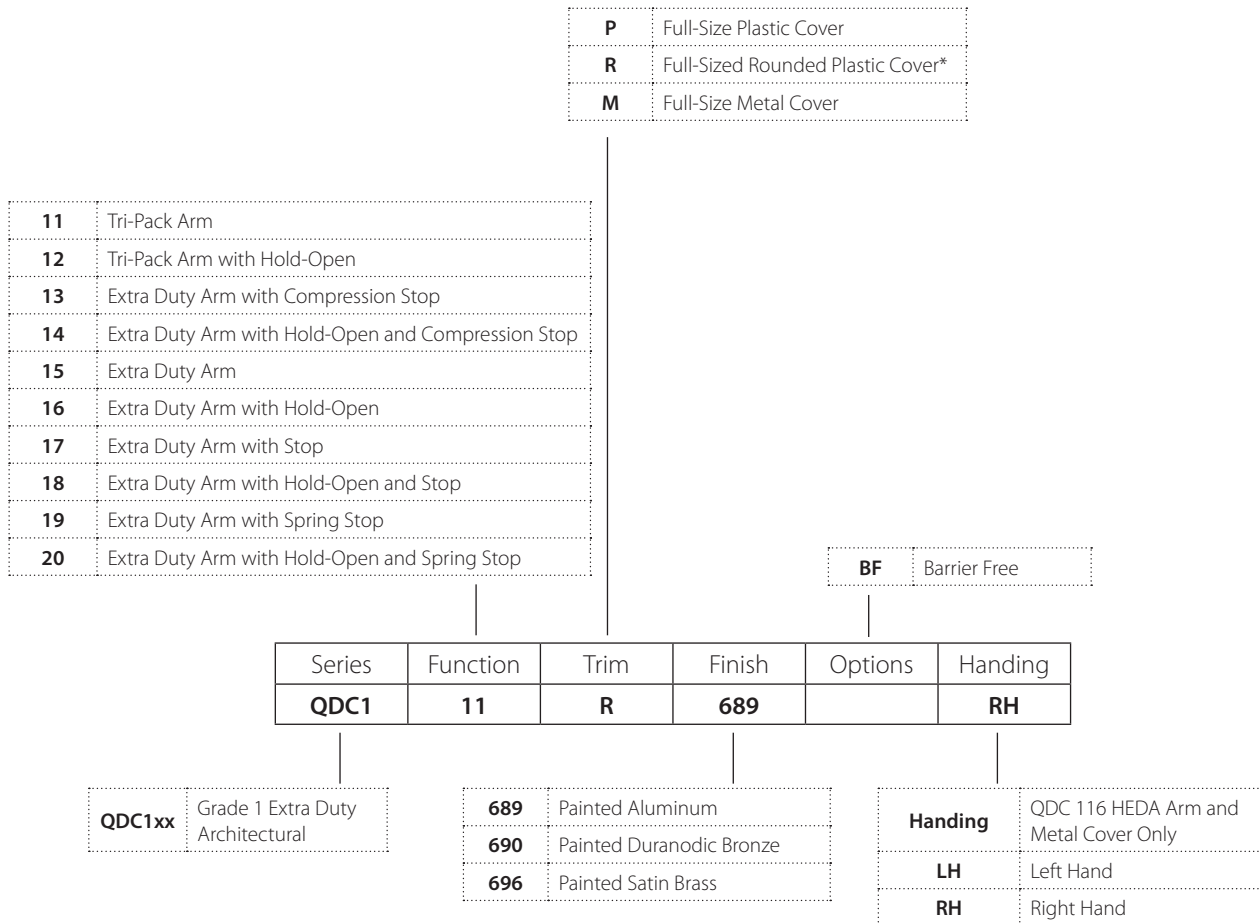 P Full-Size Plastic Cover
R Full-Sized Rounded Plastic Cover*
M Full-Size Metal Cover
11 Tri-Pack Arm
12 Tri-Pack Arm with Hold-Open
13 Extra Duty Arm with Compression Stop
14 Extra Duty Arm with Hold-Open and Compression Stop
15 Extra Duty Arm
16 Extra Duty Arm with Hold-Open
17 Extra Duty Arm with Stop
18 Extra Duty Arm with Hold-Open and Stop
19 Extra Duty Arm with Spring Stop
20 Extra Duty Arm with Hold-Open and Spring Stop
BF Barrier Free
Series Function Trim Finish Options Handing
QDC1 11 R 689 RH
QDC1xx Grade 1 Extra Duty
Architectural
689 Painted Aluminum
690 Painted Duranodic Bronze
696 Painted Satin Brass
Handing QDC 116 HEDA Arm and
Metal Cover Only
LH Left Hand
RH Right Hand